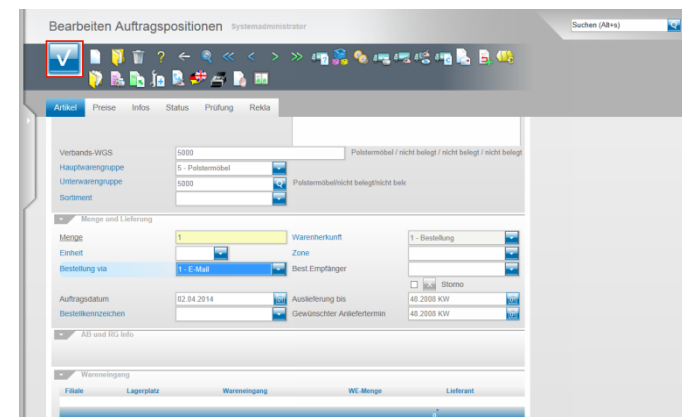 Bearbeiten Auftragspositionen Systemadministrator
Suchen (Alt+s)
Artikel Preise Infos Status Prüfung Rekla
Verbands-WGS 5000 Polstermöbel / nicht belegt / nicht belegt / nicht belegt
Hauptwarengruppe 5 - Polstermöbel
Unterwarengruppe 5000 Polstermöbel/nicht belegt/nicht bele
Sortiment
Menge und Lieferung
Menge 1 Warenherkunft 1 - Bestellung
Einheit Zone
Bestellung via 1 - E-Mail Best.Empfänger
Storno
Auftragsdatum 02.04.2014 Auslieferung bis 48.2008 KW
Bestellkennzeichen Gewünschter Anliefertermin 48.2008 KW
AB und RG Info
Wareneingang
Filiale Lagerplatz Wareneingang WE-Menge Lieferant